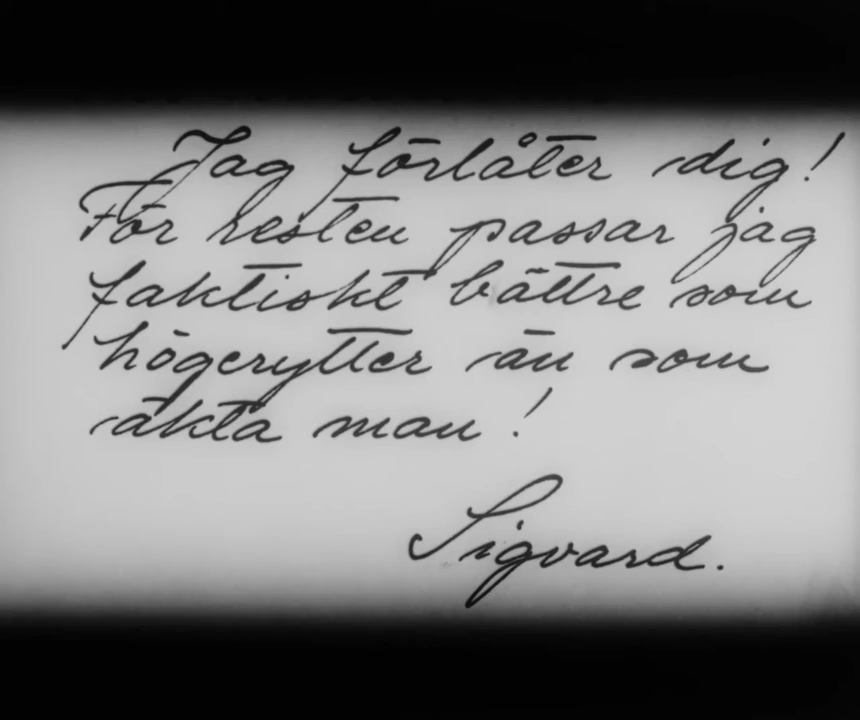 Jag förlåter dig!
För resten passar jag
faktiskt bättre som
högerytter än som
äkta man!
Sigvard.